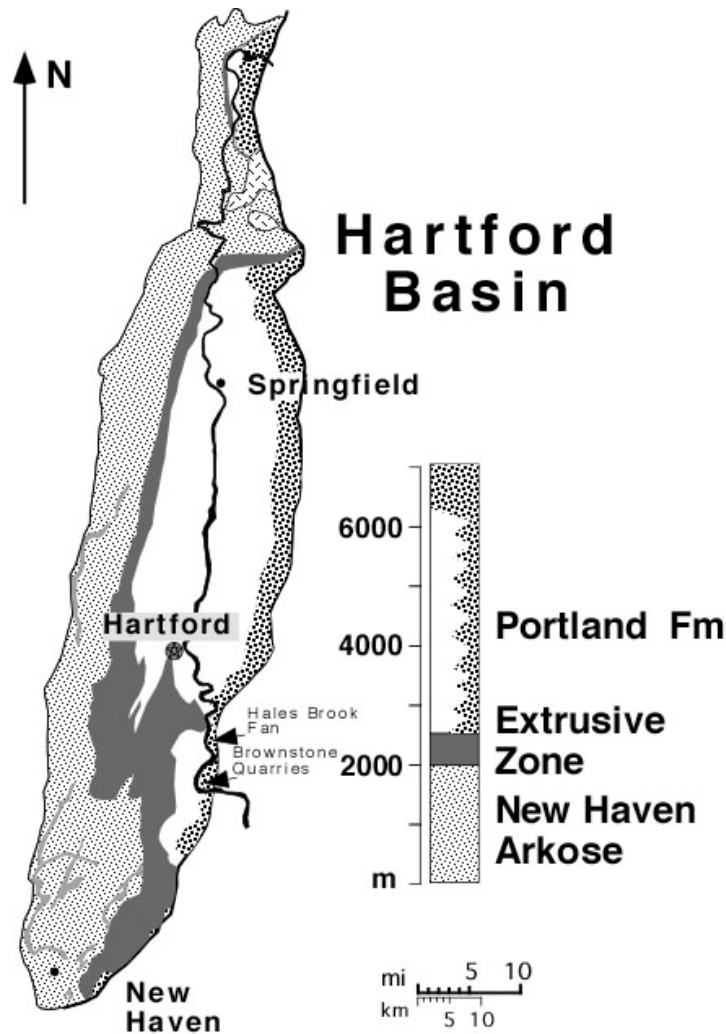 N
Hartford
Basin
Springfield
Hartford
Hales Brook
Fan
Brownstone
Quarries
New
Haven
6000
4000
2000
m
Portland Fm
Extrusive
Zone
New Haven
Arkose
mi 5 10
km 5 10